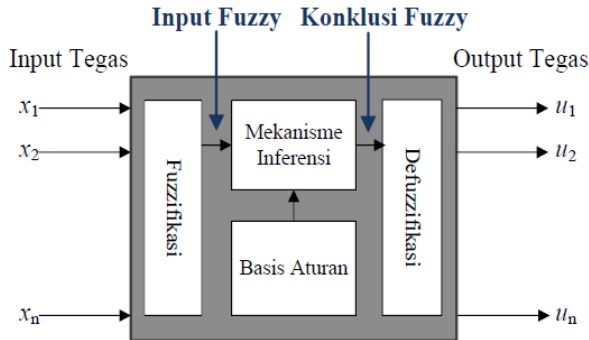 Input Fuzzy Konklusi Fuzzy
Input Tegas Output Tegas
x1 u1
x2 u2
xn un
Fuzzifikasi
Mekanisme
Inferensi
Basis Aturan
Defuzzifikasi